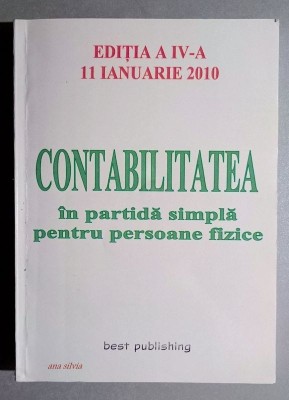 EDIȚIA A IV-A
11 IANUARIE 2010
CONTABILITATEA
în partidă simplă
pentru persoane fizice
best publishing
ana silvia